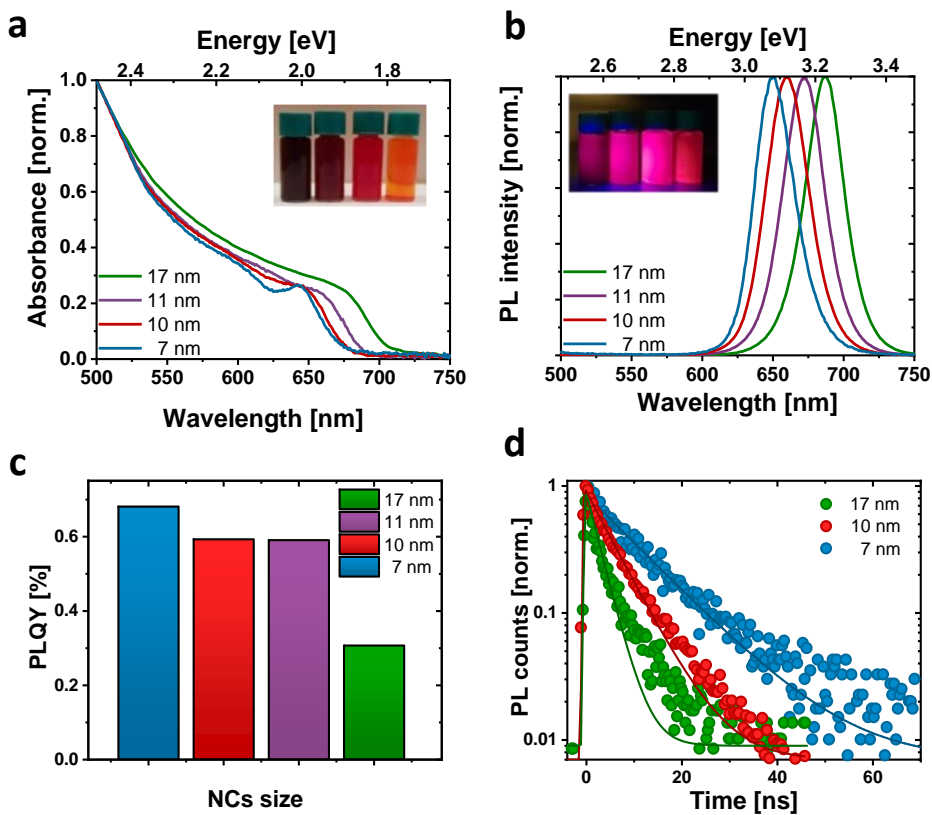 a
Energy [eV]
2.4 2.2 2.0 1.8
1.0
0.8
0.6
0.4
0.2
0.0
Absorbance [norm.]
17 nm
11 nm
10 nm
7 nm
500 550 600 650 700 750
Wavelength [nm]
b
Energy [eV]
2.6 2.8 3.0 3.2 3.4
PL intensity [norm.]
17 nm
11 nm
10 nm
7 nm
500 550 600 650 700 750
Wavelength [nm]
c
0.6
0.2
0.4
0.0
PLQY [%]
17 nm
11 nm
10 nm
7 nm
NCs size
d
1
0.1
0.01
PL counts [norm.]
17 nm
10 nm
7 nm
0 20 40 60
Time [ns]